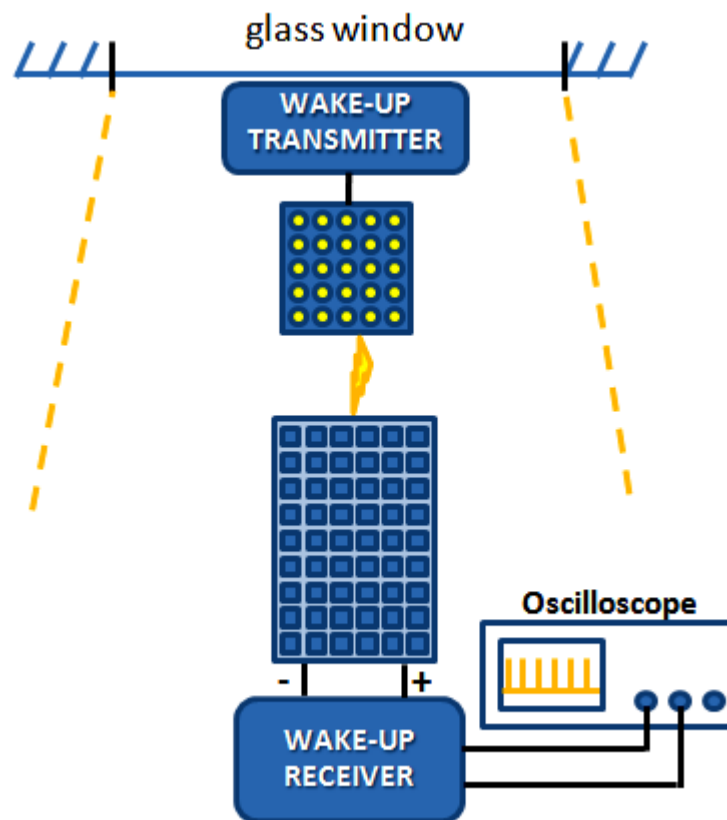 glass window
WAKE-UP
TRANSMITTER
Oscilloscope
- +
WAKE-UP
RECEIVER